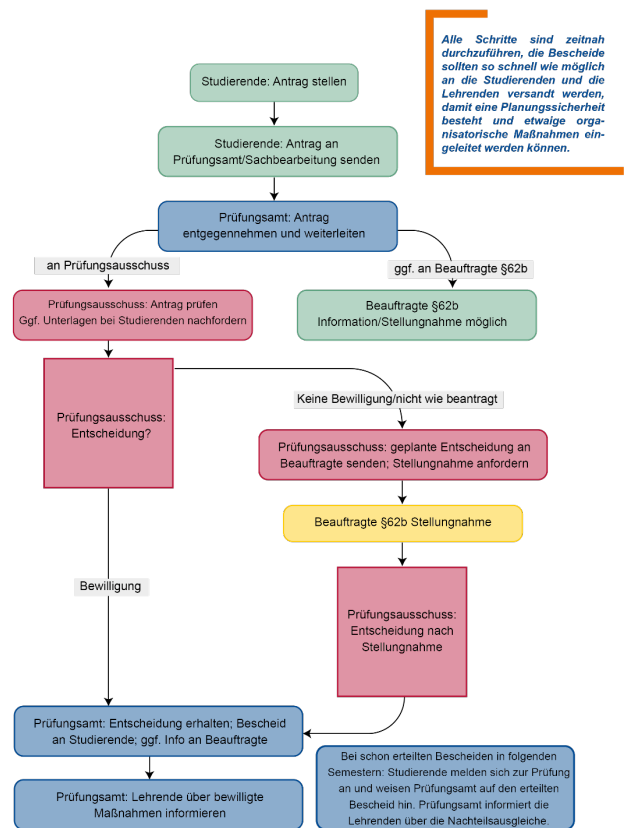 Alle Schritte sind zeitnah
durchzuführen, die Bescheide
sollten so schnell wie möglich
an die Studierenden und die
Lehrenden versandt werden,
damit eine Planungssicherheit
besteht und etwaige orga-
nisatorische Maßnahmen ein-
geleitet werden können.
Studierende: Antrag stellen
Studierende: Antrag an
Prüfungsamt/Sachbearbeitung senden
Prüfungsamt: Antrag
entgegennehmen und weiterleiten
an Prüfungsausschuss
ggf. an Beauftragte §62b
Prüfungsausschuss: Antrag prüfen
Ggf. Unterlagen bei Studierenden nachfordern
Beauftragte §62b
Information/Stellungnahme möglich
Prüfungsausschuss:
Entscheidung?
Keine Bewilligung/nicht wie beantragt
Prüfungsausschuss: geplante Entscheidung an
Beauftragte senden; Stellungnahme anfordern
Beauftragte §62b Stellungnahme
Bewilligung
Prüfungsausschuss:
Entscheidung nach
Stellungnahme
Prüfungsamt: Entscheidung erhalten; Bescheid
an Studierende; ggf. Info an Beauftragte
Prüfungsamt: Lehrende über bewilligte
Maßnahmen informieren
Bei schon erteilten Bescheiden in folgenden
Semestern: Studierende melden sich zur Prüfung
an und weisen Prüfungsamt auf den erteilten
Bescheid hin. Prüfungsamt informiert die
Lehrenden über die Nachteilsausgleiche.